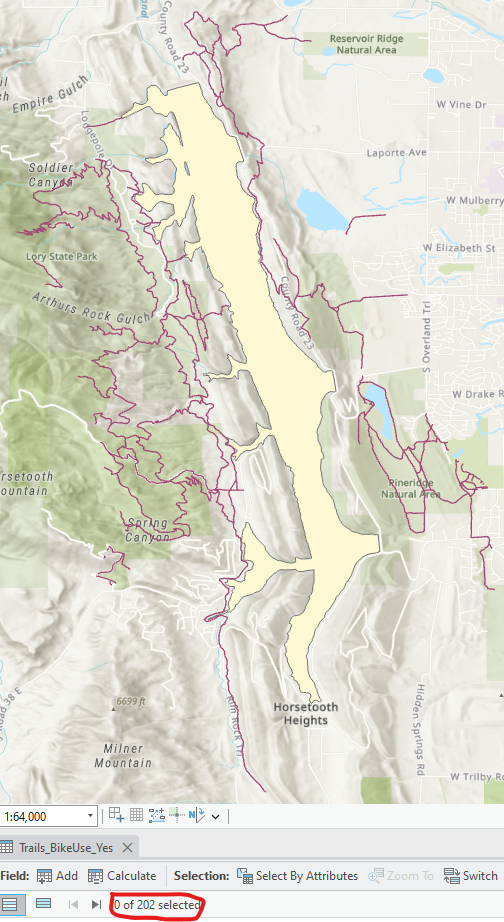 County Road 23
Reservoir Ridge
Natural Area
Empire Gulch
W Vine Dr
Laporte Ave
Soldier
Canyon
W Mulberry
W Elizabeth St
Lory State Park
County Road 23
Arthurs Rock Gulch
S Overland Trl
W Drake R
W
rsetooth
ountain
Pineridge
Natural Area
Spring
Canyon
6699 ft
Rim Rock Trl
Horsetooth
Heights
Hidden Springs Rd
Road 38 E
Milner
Mountain
W Trilby Ro
1:64,000
Trails_BikeUse_Yes
Field: Add Calculate Selection: Select By Attributes Zoom To Switch
0 of 202 selected